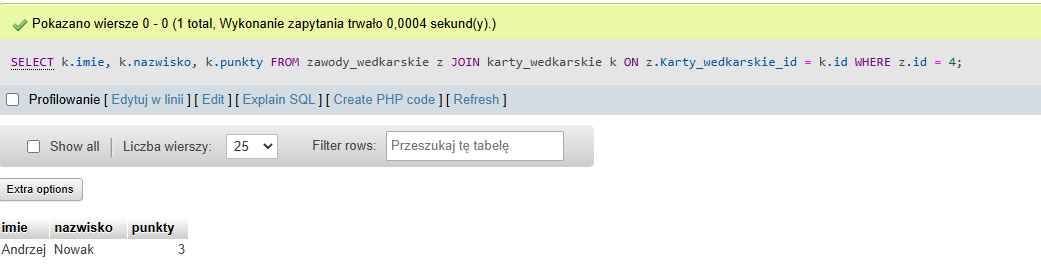 Pokazano wiersze 0 - 0 (1 total, Wykonanie zapytania trwało 0,0004 sekund(y).)
SELECT k.imie, k.nazwisko, k.punkty FROM zawody_wedkarskie z JOIN karty_wedkarskie k ON z.Karty_wedkarskie_id = k.id WHERE z.id = 4;
Profilowanie [ Edytuj w linii ] [ Edit ] [ Explain SQL ] [ Create PHP code ] [ Refresh ]
Show all Liczba wierszy: 25 Filter rows: Przeszukaj tę tabelę
Extra options
imie nazwisko punkty
Andrzej Nowak 3